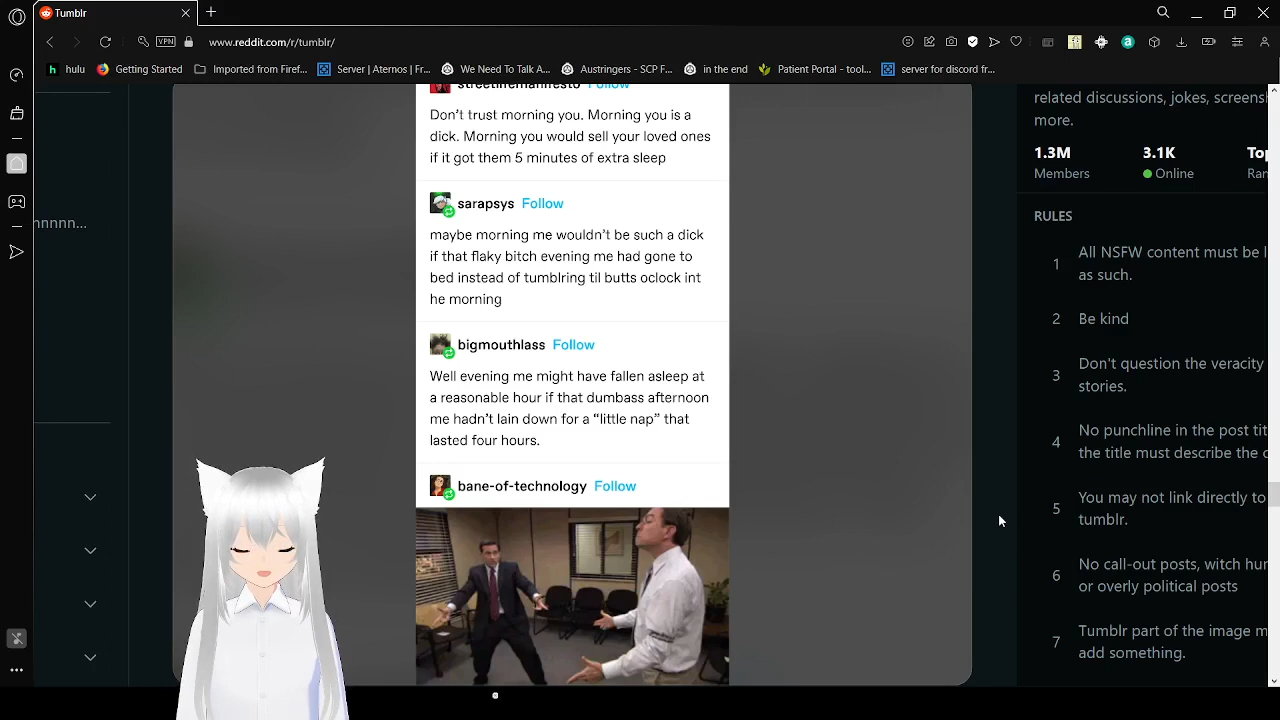 Tumblr
VPN
www.reddit.com/r/tumblr/
hulu
Getting Started
Imported from Firef...
Server | Aternos | Fr...
We Need To Talk A...
Austringers - SCP F...
in the end
Patient Portal - tool...
server for discord fr...
streetlifemanifesto Follow
Don't trust morning you. Morning you is a
dick. Morning you would sell your loved ones
if it got them 5 minutes of extra sleep
sarapsys Follow
maybe morning me wouldn't be such a dick
if that flaky bitch evening me had gone to
bed instead of tumblring til butts oclock int
he morning
bigmouthlass Follow
Well evening me might have fallen asleep at
a reasonable hour if that dumbass afternoon
me hadn't lain down for a “little nap” that
lasted four hours.
bane-of-technology Follow
nnnn...
related discussions, jokes, screensh
more.
1.3M 3.1K Top
Members Online Ran
RULES
1 All NSFW content must be l
as such.
2 Be kind
3 Don't question the veracity
stories.
4 No punchline in the post tit
the title must describe the c
5 You may not link directly to
tumblr.
6 No call-out posts, witch hun
or overly political posts
7 Tumblr part of the image m
add something.